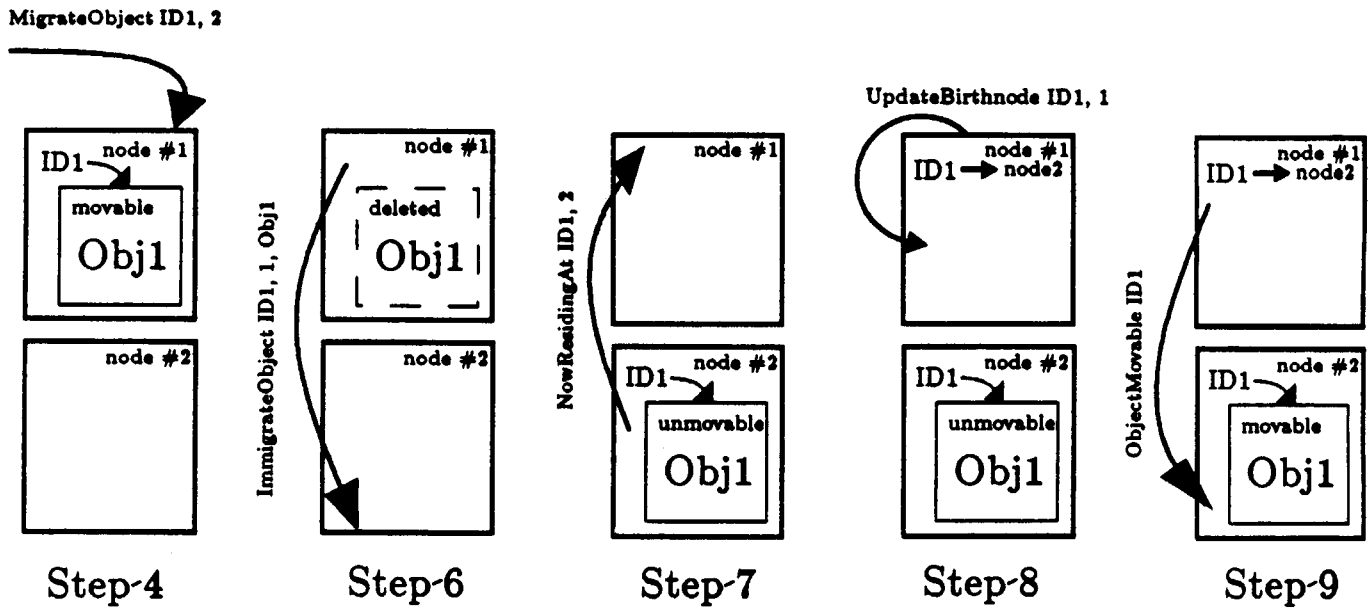 MigrateObject ID1, 2
node #1
ID1
movable
Obj1
node #2
Step-4
node #1
deleted
Obj1
ImmigrateObject ID1, 1, Obj1
node #2
Step-6
node #1
NowResidingAt ID1, 2
node #2
ID1
unmovable
Obj1
Step-7
UpdateBirthnode ID1, 1
node #1
ID1 node2
node #2
ID1
unmovable
Obj1
Step-8
node #1
ID1 node2
ObjectMovable ID1
node #2
ID1
movable
Obj1
Step-9